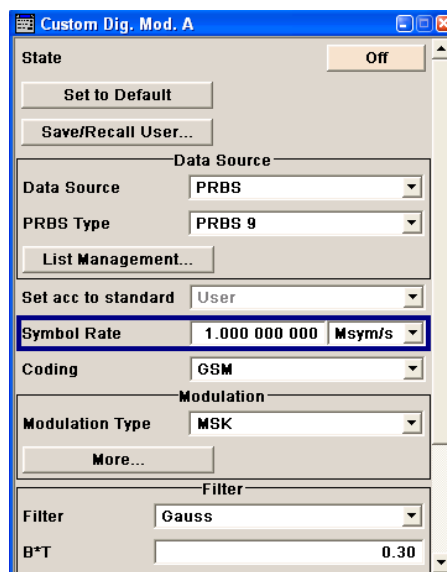 Custom Dig. Mod. A
State Off
Set to Default
Save/Recall User...
Data Source
Data Source PRBS
PRBS Type PRBS 9
List Management...
Set acc to standard User
Symbol Rate 1.000 000 000 Msym/s
Coding GSM
Modulation
Modulation Type MSK
More...
Filter
Filter Gauss
B*T 0.30